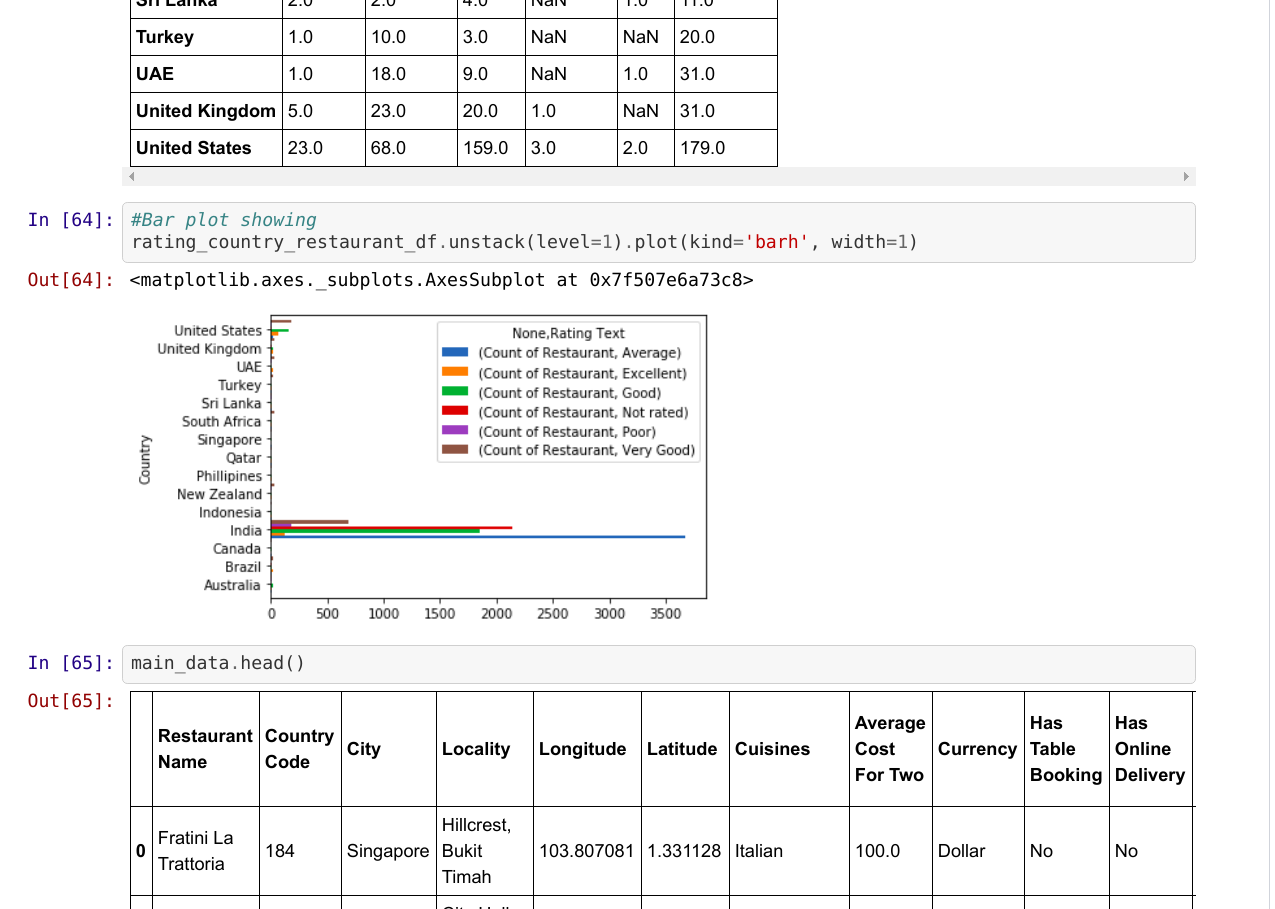 Sri Lanka 2.0 2.0 4.0 NaN 1.0 11.0
Turkey 1.0 10.0 3.0 NaN NaN 20.0
UAE 1.0 18.0 9.0 NaN 1.0 31.0
United Kingdom 5.0 23.0 20.0 1.0 NaN 31.0
United States 23.0 68.0 159.0 3.0 2.0 179.0
In [64]: #Bar plot showing
rating_country_restaurant_df.unstack(level=1).plot(kind='barh', width=1)
Out[64]: <matplotlib.axes._subplots.AxesSubplot at 0x7f507e6a73c8>
None,Rating Text
(Count of Restaurant, Average)
(Count of Restaurant, Excellent)
(Count of Restaurant, Good)
(Count of Restaurant, Not rated)
(Count of Restaurant, Poor)
(Count of Restaurant, Very Good)
Country
United States
United Kingdom
UAE
Turkey
Sri Lanka
South Africa
Singapore
Qatar
Phillipines
New Zealand
Indonesia
India
Canada
Brazil
Australia
0 500 1000 1500 2000 2500 3000 3500
In [65]: main_data.head()
Out[65]:
Restaurant Name Country Code City Locality Longitude Latitude Cuisines Average Cost For Two Currency Has Table Booking Has Online Delivery
0 Fratini La Trattoria 184 Singapore Hillcrest, Bukit Timah 103.807081 1.331128 Italian 100.0 Dollar No No